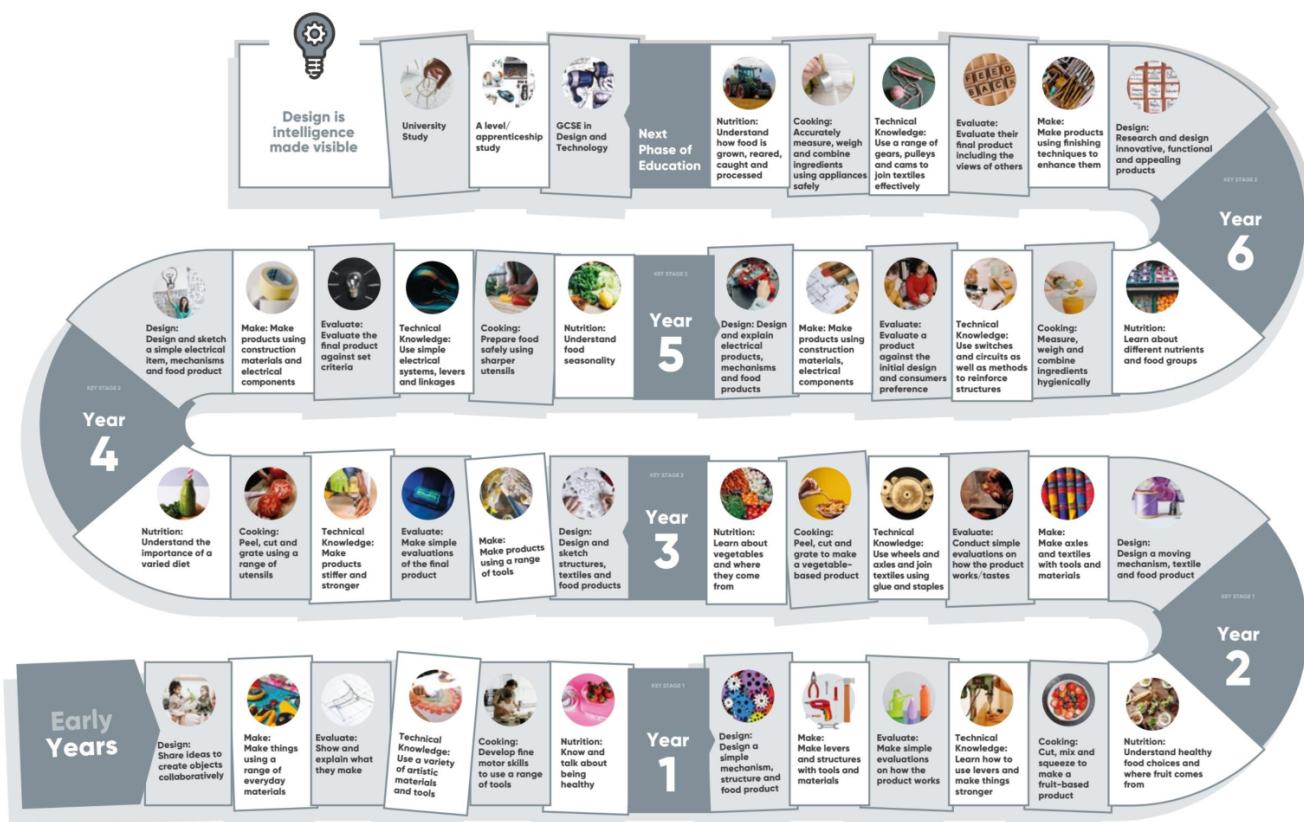 Design is
intelligence
made visible
University
Study
A level/
apprenticeship
study
GCSE in
Design and
Technology
Next
Phase of
Education
Nutrition:
Understand
how food is
grown, reared,
caught and
processed
Cooking:
Accurately
measure, weigh
and combine
ingredients
using appliances
safely
Technical
Knowledge:
Use a range of
gears, pulleys
and cams to
join textiles
effectively
FEED
BACK
Evaluate:
Evaluate their
final product
including the
views of others
Make:
Make products
using finishing
techniques to
enhance them
Design:
Research and design
innovative, functional
and appealing
products
KEY STAGE 2
Year
6
Design:
Design and sketch
a simple electrical
item, mechanisms
and food product
Make: Make
products using
construction
materials and
electrical
components
Evaluate:
Evaluate the
final product
against set
criteria
Technical
Knowledge:
Use simple
electrical
systems, levers
and linkages
Cooking:
Prepare food
safely using
sharper
utensils
Nutrition:
Understand
food
seasonality
KEY STAGE 2
Year
5
Design: Design
and explain
electrical
products,
mechanisms
and food
products
Make: Make
products using
construction
materials,
electrical
components
Evaluate:
Evaluate a
product
against the
initial design
and consumers
preference
Technical
Knowledge:
Use switches
and circuits as
well as methods
to reinforce
structures
Cooking:
Measure,
weigh and
combine
ingredients
hygienically
Nutrition:
Learn about
different nutrients
and food groups
KEY STAGE 2
Year
4
Nutrition:
Understand the
importance of a
varied diet
Cooking:
Peel, cut and
grate using a
range of
utensils
Technical
Knowledge:
Make
products
stiffer and
stronger
Evaluate:
Make simple
evaluations
of the final
product
Make:
Make products
using a range
of tools
Design:
Design and
sketch
structures,
textiles and
food products
KEY STAGE 2
Year
3
Nutrition:
Learn about
vegetables
and where
they come
from
Cooking:
Peel, cut and
grate to make
a vegetable-
based product
Technical
Knowledge:
Use wheels and
axles and join
textiles using
glue and staples
Evaluate:
Conduct simple
evaluations on
how the product
works/tastes
Make:
Make axles
and textiles
with tools and
materials
Design:
Design a moving
mechanism, textile
and food product
KEY STAGE 1
Year
2
Early
Years
Design:
Share ideas to
create objects
collaboratively
Make:
Make things
using a
range of
everyday
materials
Evaluate:
Show and
explain what
they make
Technical
Knowledge:
Use a variety
of artistic
materials
and tools
Cooking:
Develop fine
motor skills
to use a range
of tools
Nutrition:
Know and
talk about
being
healthy
KEY STAGE 1
Year
1
Design:
Design a
simple
mechanism,
structure and
food product
Make:
Make levers
and structures
with tools and
materials
Evaluate:
Make simple
evaluations
on how the
product works
Technical
Knowledge:
Learn how to
use levers and
make things
stronger
Cooking:
Cut, mix and
squeeze to
make a
fruit-based
product
Nutrition:
Understand healthy
food choices and
where fruit comes
from